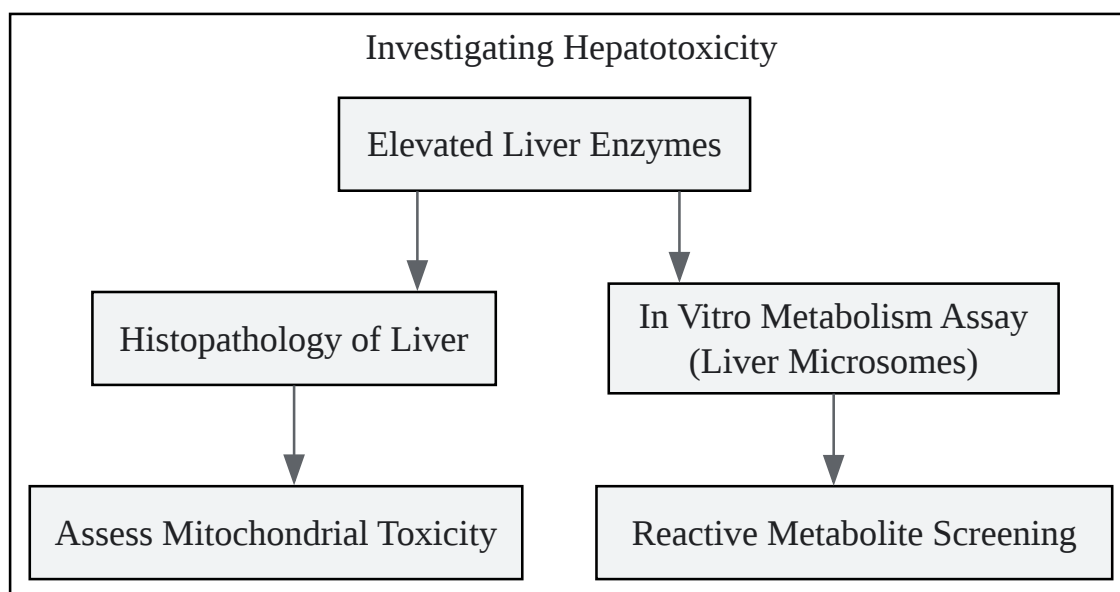 Investigating Hepatotoxicity
Elevated Liver Enzymes
Histopathology of Liver
In Vitro Metabolism Assay
(Liver Microsomes)
Assess Mitochondrial Toxicity
Reactive Metabolite Screening